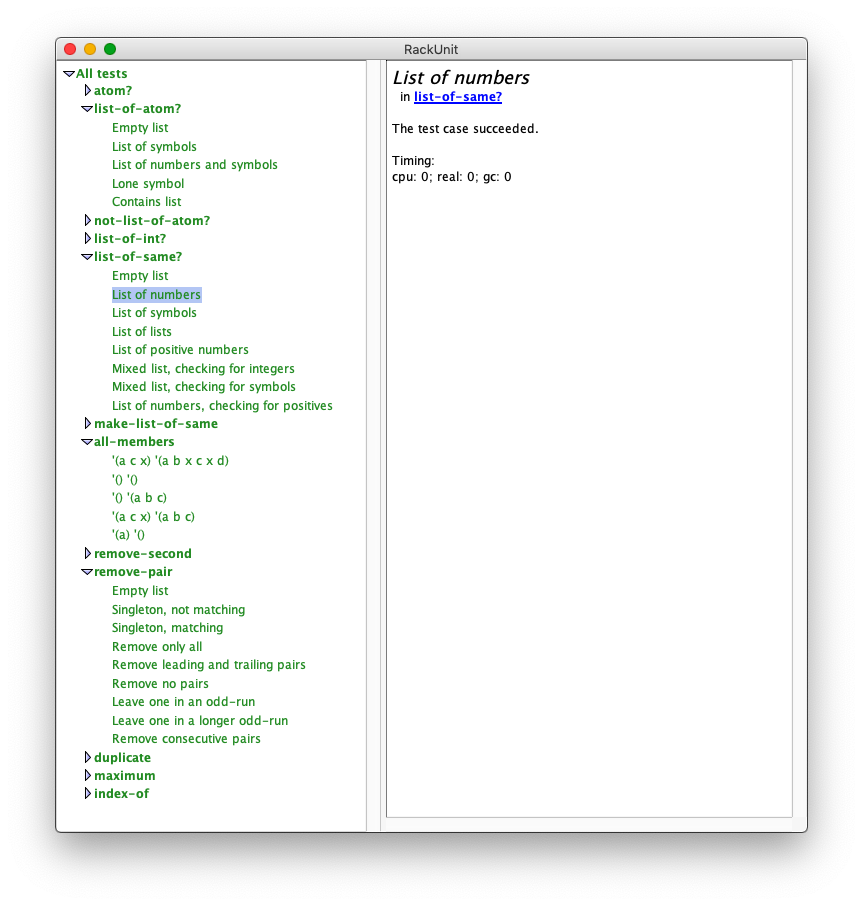 RackUnit
All tests
atom?
list-of-atom?
Empty list
List of symbols
List of numbers and symbols
Lone symbol
Contains list
not-list-of-atom?
list-of-int?
list-of-same?
Empty list
List of numbers
List of symbols
List of lists
List of positive numbers
Mixed list, checking for integers
Mixed list, checking for symbols
List of numbers, checking for positives
make-list-of-same
all-members
'(a c x) '(a b x c x d)
'() '()
'() '(a b c)
'(a c x) '(a b c)
'(a) '()
remove-second
remove-pair
Empty list
Singleton, not matching
Singleton, matching
Remove only all
Remove leading and trailing pairs
Remove no pairs
Leave one in an odd-run
Leave one in a longer odd-run
Remove consecutive pairs
duplicate
maximum
index-of
List of numbers
in list-of-same?
The test case succeeded.
Timing:
cpu: 0; real: 0; gc: 0